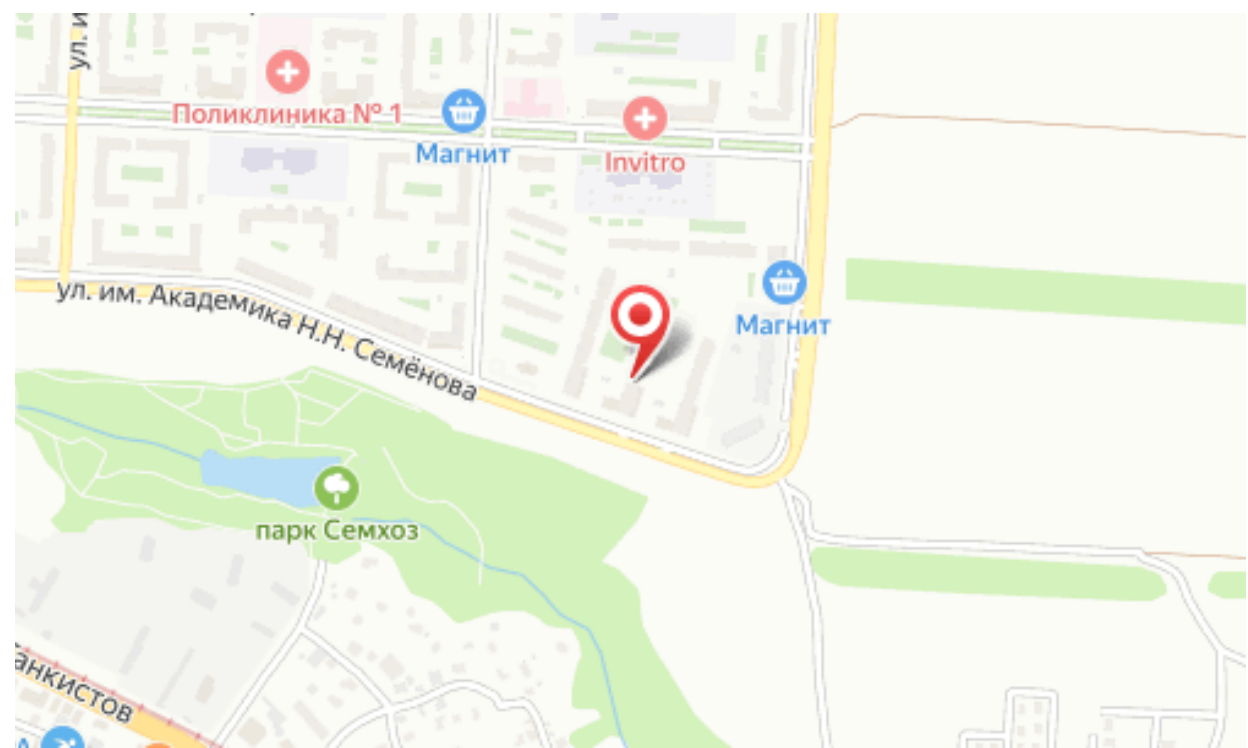 ул. и
Поликлиника № 1
Магнит
Invitro
ул. им. Академика Н.Н. Семёнова
Магнит
парк Семхоз
анкистов
А